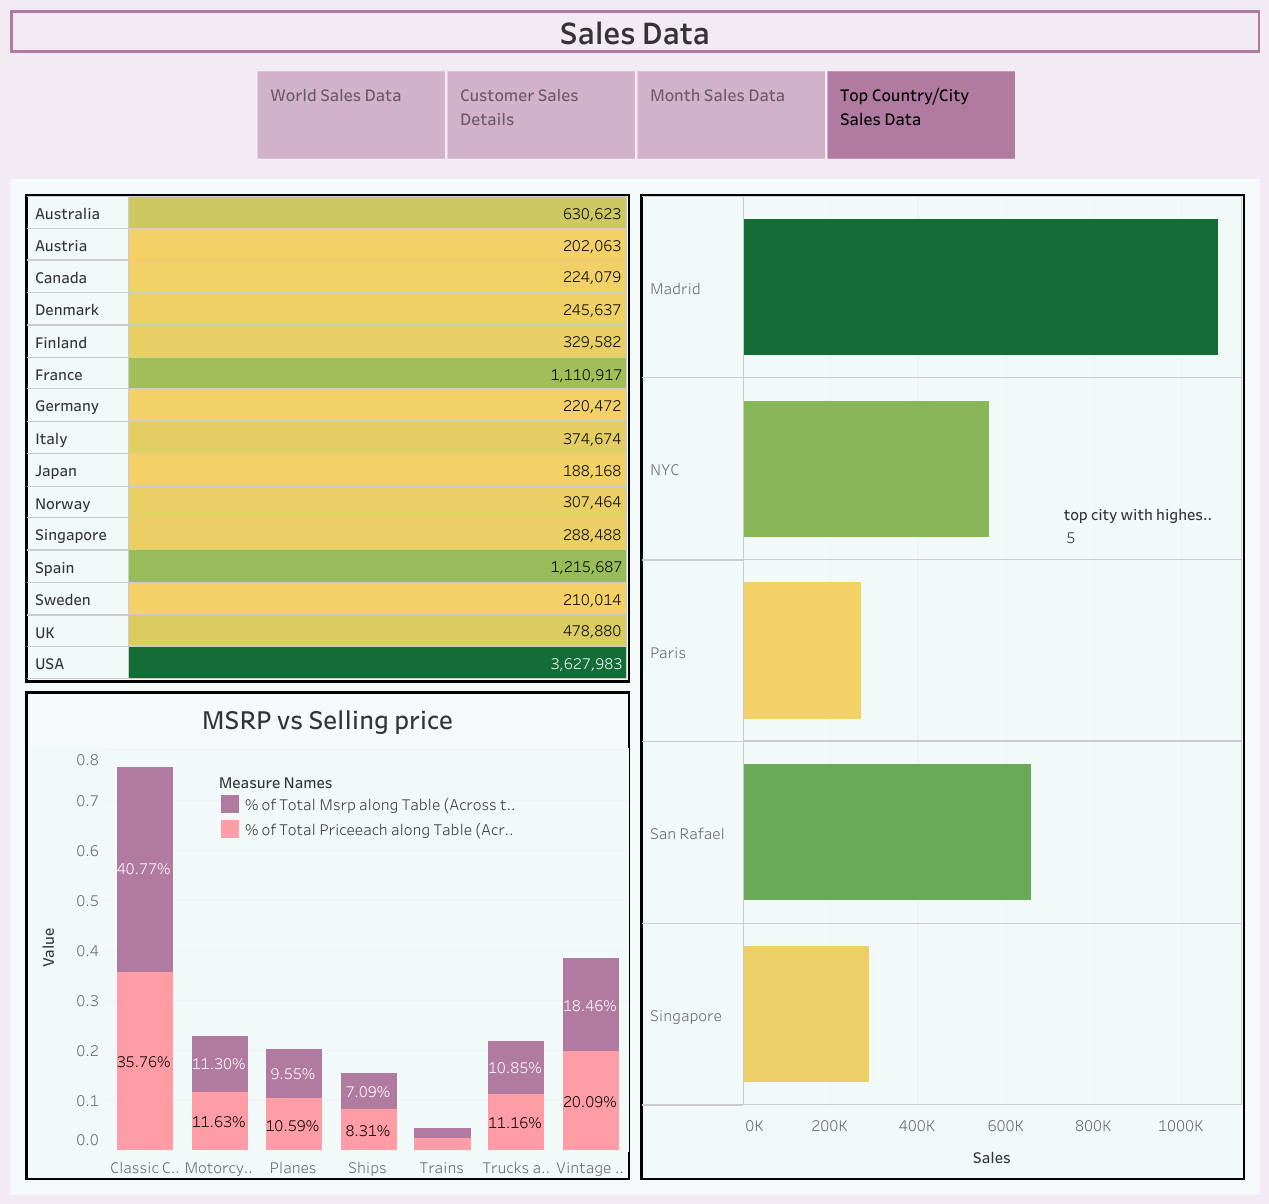 Sales Data
World Sales Data
Customer Sales
Details
Month Sales Data
Top Country/City
Sales Data
Australia 630,623
Austria 202,063
Canada 224,079
Denmark 245,637
Finland 329,582
France 1,110,917
Germany 220,472
Italy 374,674
Japan 188,168
Norway 307,464
Singapore 288,488
Spain 1,215,687
Sweden 210,014
UK 478,880
USA 3,627,983
MSRP vs Selling price
Measure Names
% of Total Msrp along Table (Across t..
% of Total Priceeach along Table (Acr..
Value
0.8
0.7
0.6
0.5
0.4
0.3
0.2
0.1
0.0
40.77%
35.76%
11.30%
11.63%
9.55%
10.59%
7.09%
8.31%
10.85%
11.16%
18.46%
20.09%
Classic C.. Motorcy.. Planes Ships Trains Trucks a.. Vintage ..
Madrid
NYC
Paris
San Rafael
Singapore
top city with highes..
5
0K 200K 400K 600K 800K 1000K
Sales